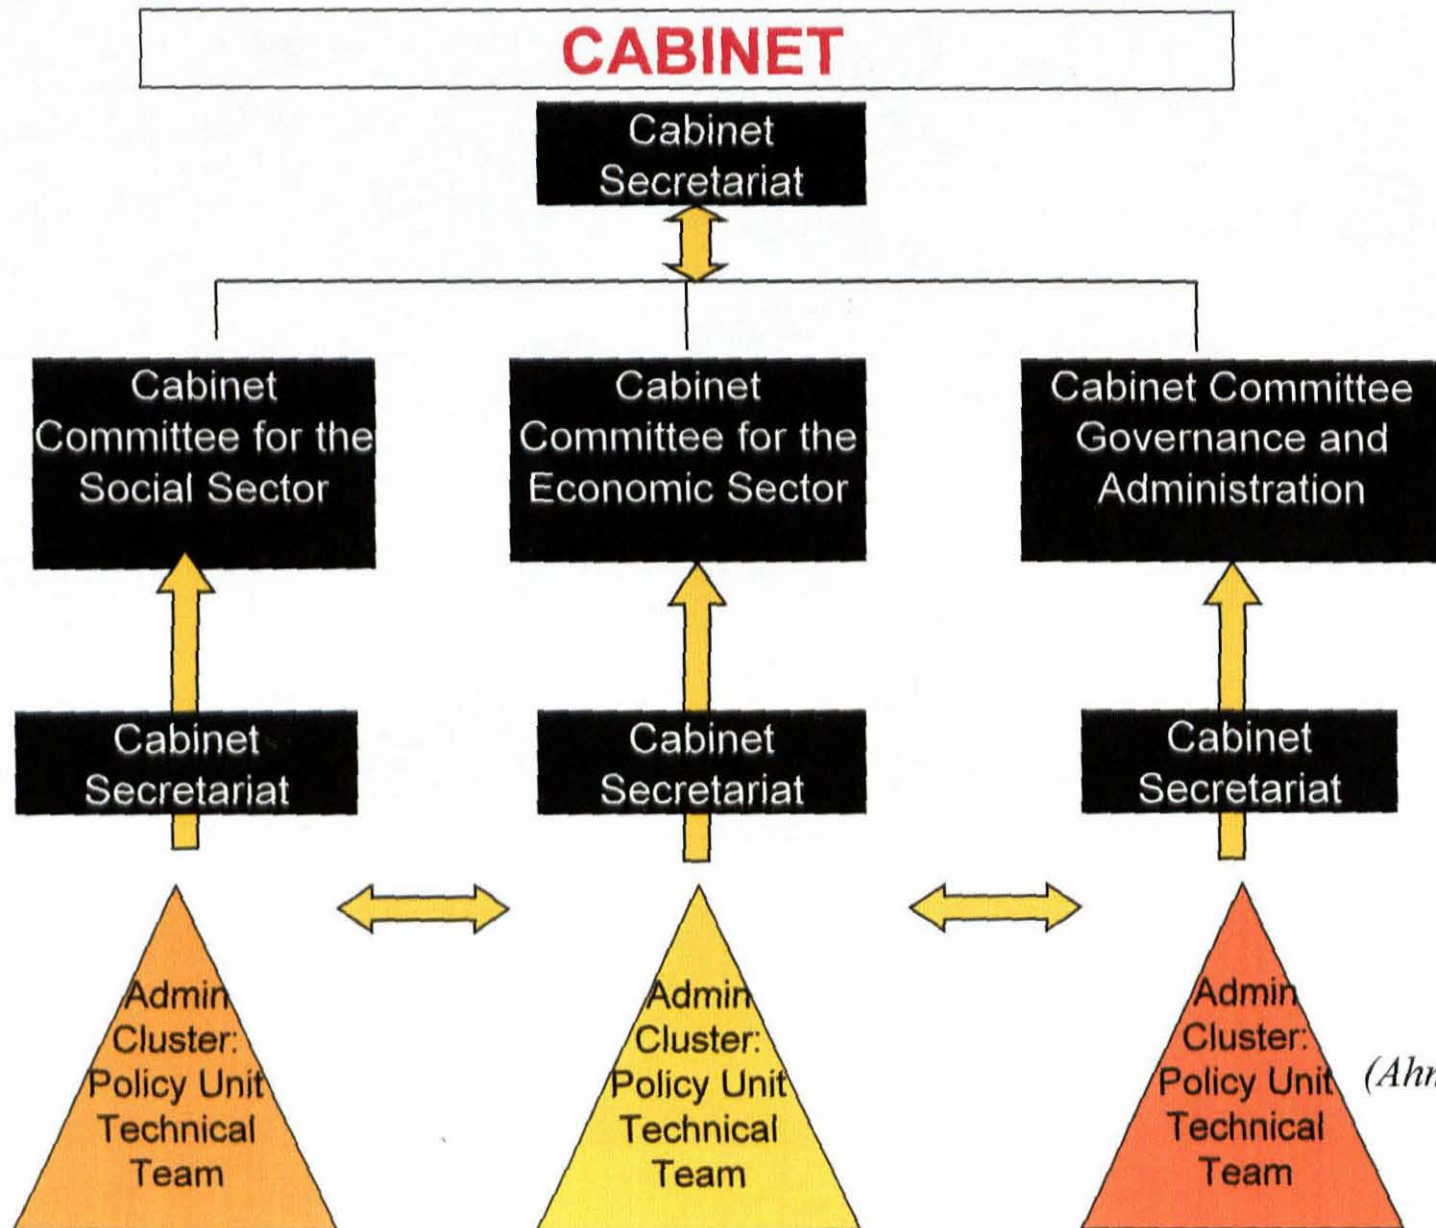 CABINET
Cabinet
Secretariat
Cabinet
Committee for the
Social Sector
Cabinet
Committee for the
Economic Sector
Cabinet Committee
Governance and
Administration
Cabinet
Secretariat
Cabinet
Secretariat
Cabinet
Secretariat
Admin
Cluster:
Policy Unit
Technical
Team
Admin
Cluster:
Policy Unit
Technical
Team
Admin
Cluster:
Policy Unit
Technical
Team